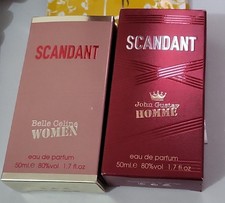 SCANDANT
Belle Celina
WOMEN
eau de parfum
50ml e 80%vol 1.7 fl.oz
SCANDANT
John Gustav
HOMME
eau de parfum
50ml e 80%vol 1.7 fl.oz